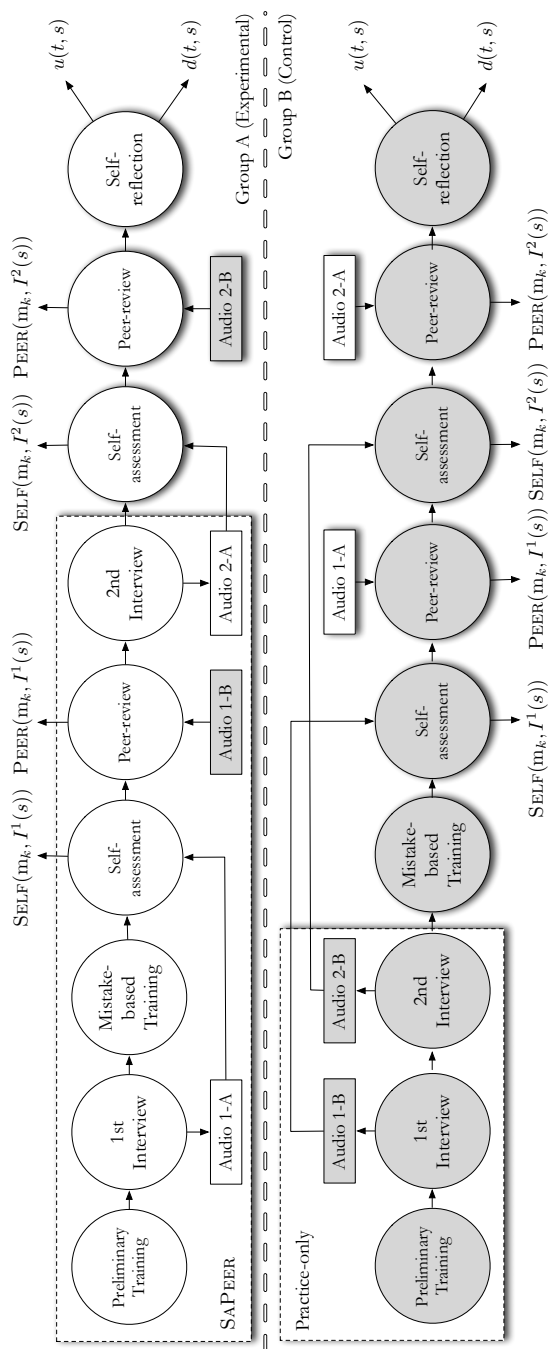 SELF(m_k, I^1(s))
PEER(m_k, I^1(s))
SELF(m_k, I^2(s))
PEER(m_k, I^2(s))
u(t, s)
Preliminary
Training
1st
Interview
Mistake-
based
Training
Self-
assessment
Peer-review
2nd
Interview
Self-
assessment
Peer-review
Self-
reflection
d(t, s)
Audio 1-A
Audio 1-B
Audio 2-A
Audio 2-B
SAPEER
Group A (Experimental)
Group B (Control)
Practice-only
Audio 1-B
Audio 2-B
Audio 1-A
Audio 2-A
u(t, s)
Preliminary
Training
1st
Interview
2nd
Interview
Mistake-
based
Training
Self-
assessment
Peer-review
Self-
assessment
Peer-review
Self-
reflection
d(t, s)
SELF(m_k, I^1(s))
PEER(m_k, I^1(s))
SELF(m_k, I^2(s))
PEER(m_k, I^2(s))